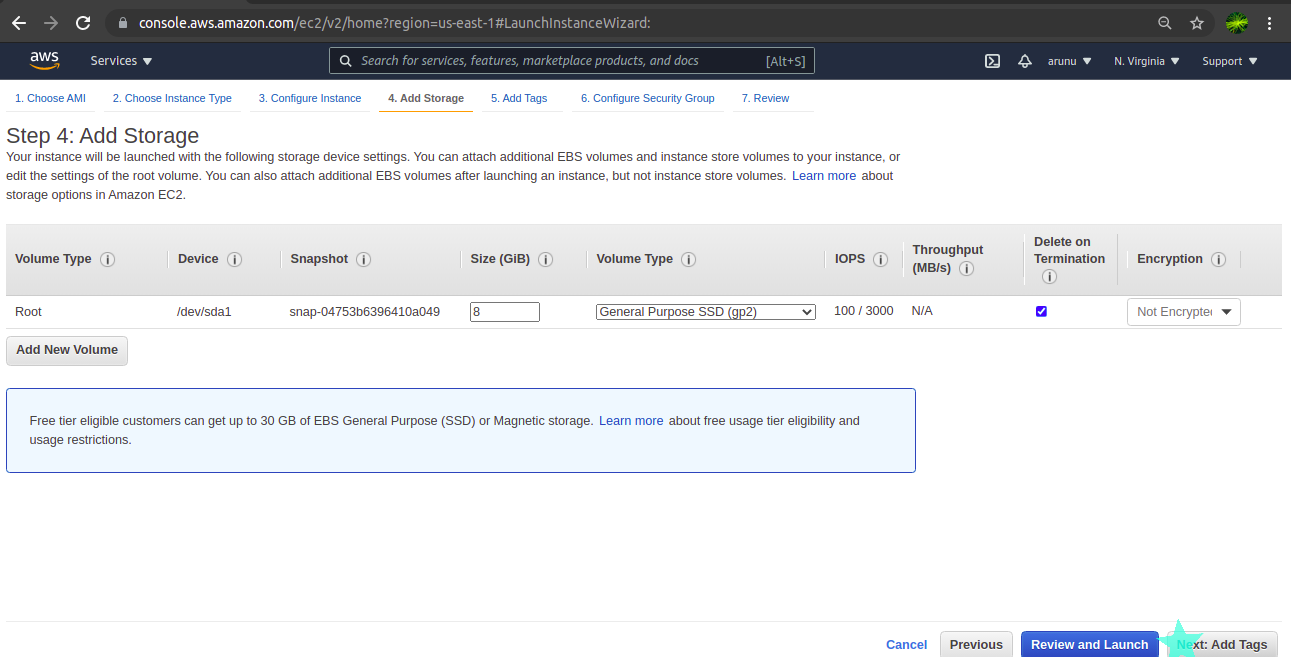 console.aws.amazon.com/ec2/v2/home?region=us-east-1#LaunchInstanceWizard:
aws Services Search for services, features, marketplace products, and docs [Alt+S] arunu N. Virginia Support
1. Choose AMI 2. Choose Instance Type 3. Configure Instance 4. Add Storage 5. Add Tags 6. Configure Security Group 7. Review
Step 4: Add Storage
Your instance will be launched with the following storage device settings. You can attach additional EBS volumes and instance store volumes to your instance, or
edit the settings of the root volume. You can also attach additional EBS volumes after launching an instance, but not instance store volumes. Learn more about
storage options in Amazon EC2.
Volume Type Device Snapshot Size (GiB) Volume Type IOPS Throughput (MB/s) Delete on Termination Encryption
Root /dev/sda1 snap-04753b6396410a049 8 General Purpose SSD (gp2) 100 / 3000 N/A Not Encrypte
Add New Volume
Free tier eligible customers can get up to 30 GB of EBS General Purpose (SSD) or Magnetic storage. Learn more about free usage tier eligibility and
usage restrictions.
Cancel Previous Review and Launch Next: Add Tags